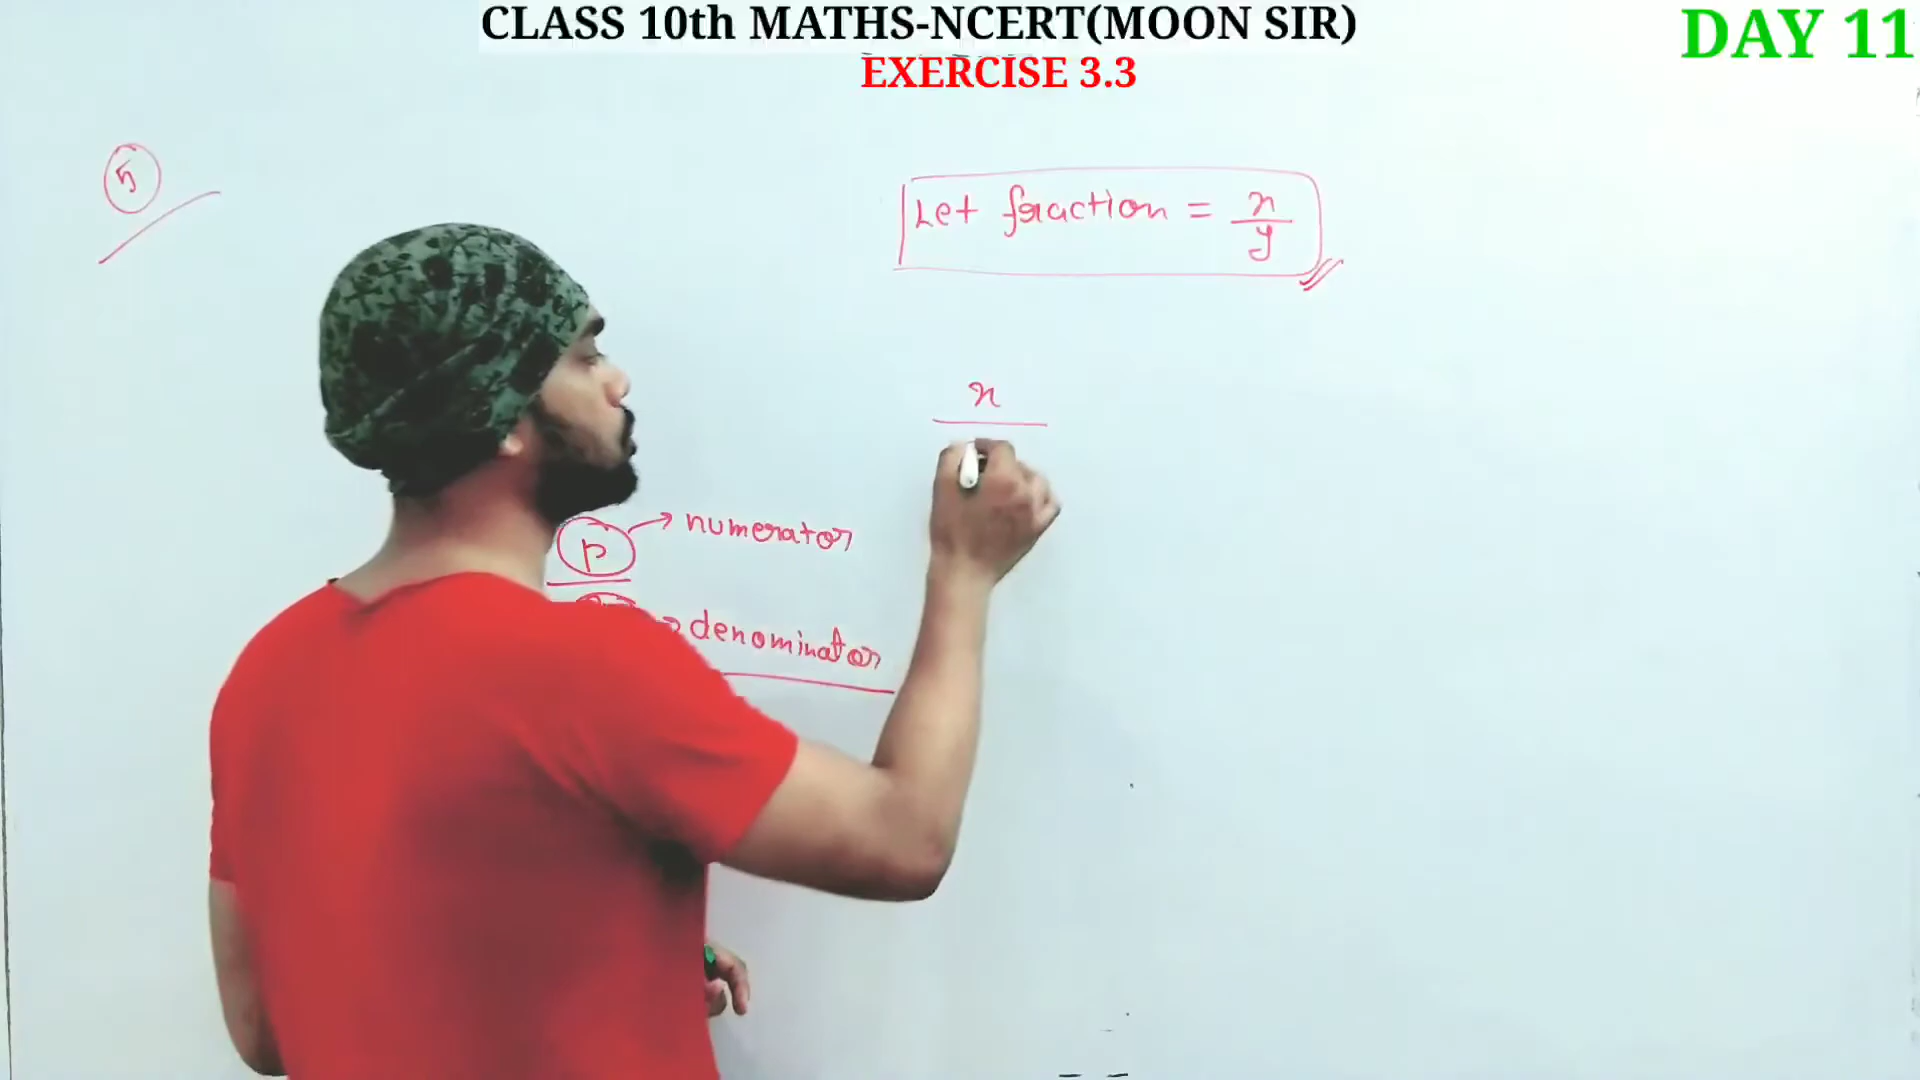 CLASS 10th MATHS-NCERT(MOON SIR)
EXERCISE 3.3
DAY 11
5
Let fraction = x/y
x
p → numerator
→ denominator